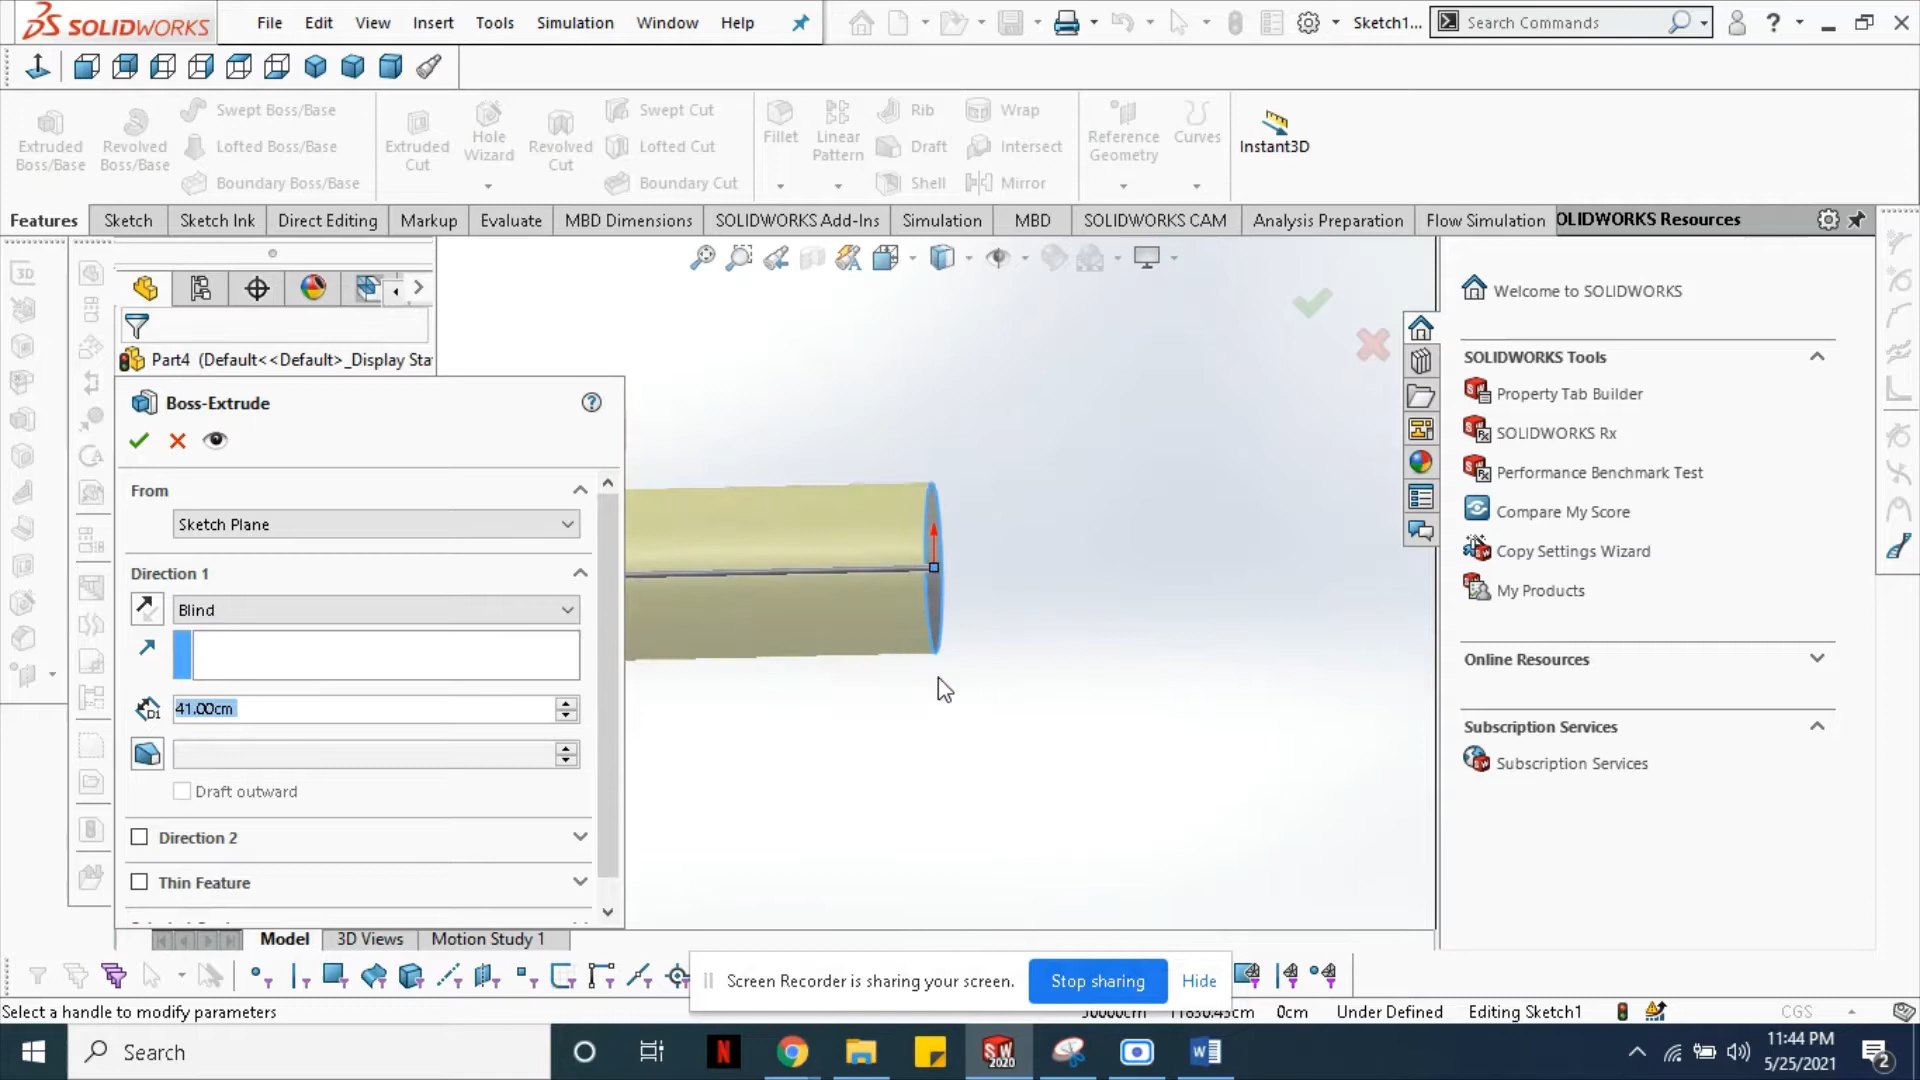 SOLIDWORKS File Edit View Insert Tools Simulation Window Help Sketch1... Search Commands ?
Extruded Boss/Base
Revolved Boss/Base
Swept Boss/Base
Lofted Boss/Base
Boundary Boss/Base
Extruded Cut
Hole Wizard
Revolved Cut
Swept Cut
Lofted Cut
Boundary Cut
Fillet
Linear Pattern
Rib
Draft
Shell
Wrap
Intersect
Mirror
Reference Geometry
Curves
Instant3D
Features Sketch Sketch Ink Direct Editing Markup Evaluate MBD Dimensions SOLIDWORKS Add-Ins Simulation MBD SOLIDWORKS CAM Analysis Preparation Flow Simulation OLIDWORKS Resources
3D
Part4 (Default<<Default>_Display Sta
Boss-Extrude
From
Sketch Plane
Direction 1
Blind
D1 41.00cm
Draft outward
Direction 2
Thin Feature
Welcome to SOLIDWORKS
SOLIDWORKS Tools
Property Tab Builder
SOLIDWORKS Rx
Performance Benchmark Test
Compare My Score
Copy Settings Wizard
My Products
Online Resources
Subscription Services
Subscription Services
Model 3D Views Motion Study 1
Screen Recorder is sharing your screen. Stop sharing Hide
Select a handle to modify parameters 0cm Under Defined Editing Sketch1 CGS
Search
N
SW 2020
11:44 PM
5/25/2021
2